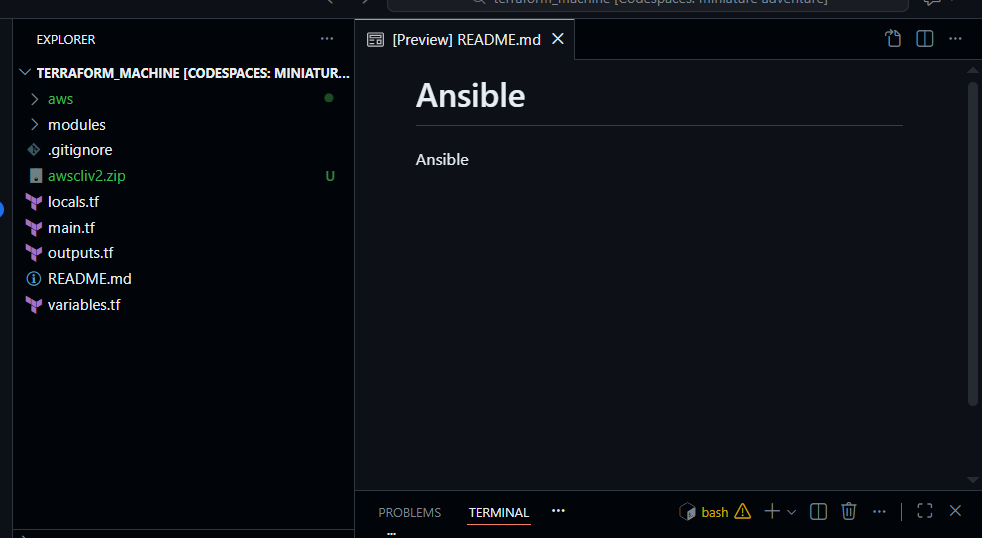 terraform_machine [Codespaces: miniature adventure]
EXPLORER
TERRAFORM_MACHINE [CODESPACES: MINIATUR...
aws
modules
.gitignore
awscliv2.zip U
locals.tf
main.tf
outputs.tf
README.md
variables.tf
[Preview] README.md
Ansible
Ansible
PROBLEMS TERMINAL
bash